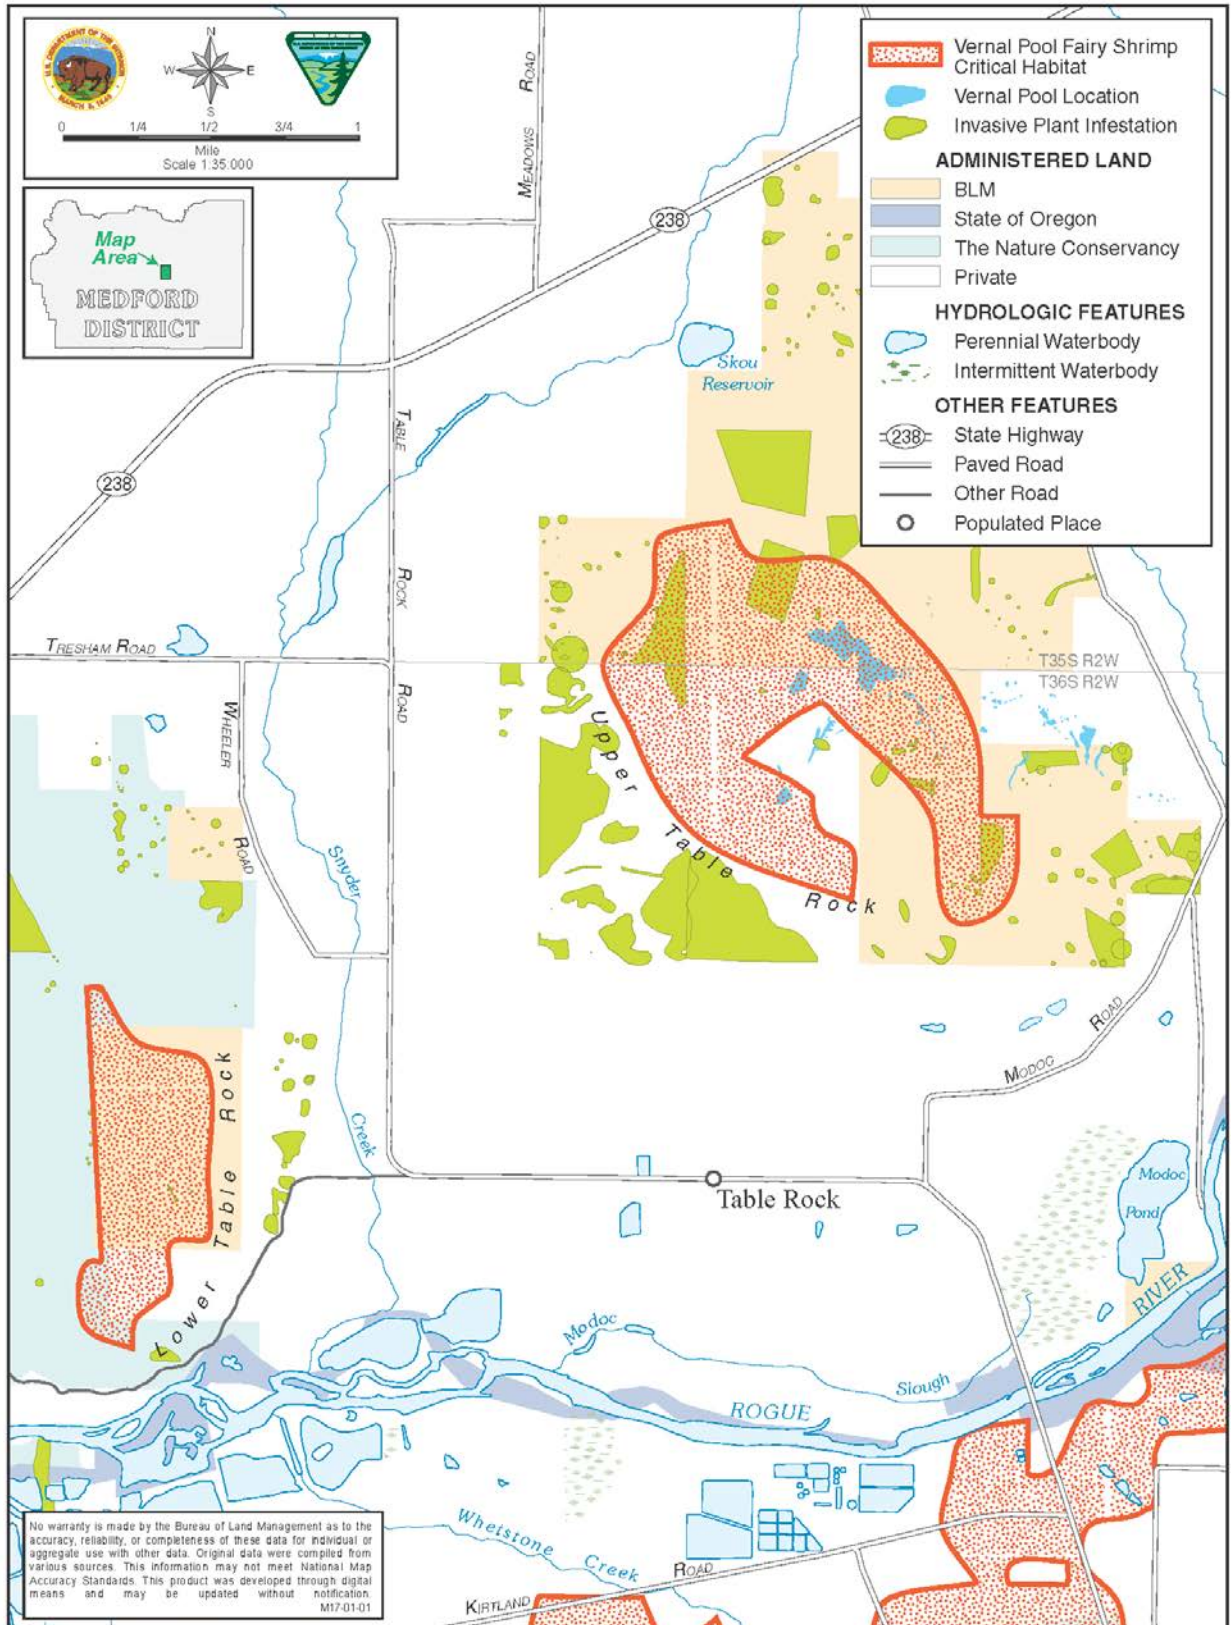 U.S. DEPARTMENT OF THE INTERIOR
MARCH 3, 1849
N
W
E
S
0
1/4
1/2
3/4
1
Mile
Scale 1:35.000
Map
Area
MEDFORD
DISTRICT
Vernal Pool Fairy Shrimp
Critical Habitat
Vernal Pool Location
Invasive Plant Infestation
ADMINISTERED LAND
BLM
State of Oregon
The Nature Conservancy
Private
HYDROLOGIC FEATURES
Perennial Waterbody
Intermittent Waterbody
OTHER FEATURES
238
State Highway
Paved Road
Other Road
Populated Place
MEADOWS ROAD
238
Skou
Reservoir
238
TABLE ROCK ROAD
TRESHAM ROAD
T35S R2W
T36S R2W
WHEELER ROAD
Upper Table Rock
Snyder Creek
MODOC ROAD
Lower Table Rock
Table Rock
Modoc
Pond
RIVER
Modoc Slough
ROGUE
Whetstone Creek
KIRTLAND ROAD
No warranty is made by the Bureau of Land Management as to the
accuracy, reliability, or completeness of these data for individual or
aggregate use with other data. Original data were compiled from
various sources. This information may not meet National Map
Accuracy Standards. This product was developed through digital
means and may be updated without notification.
M17-01-01